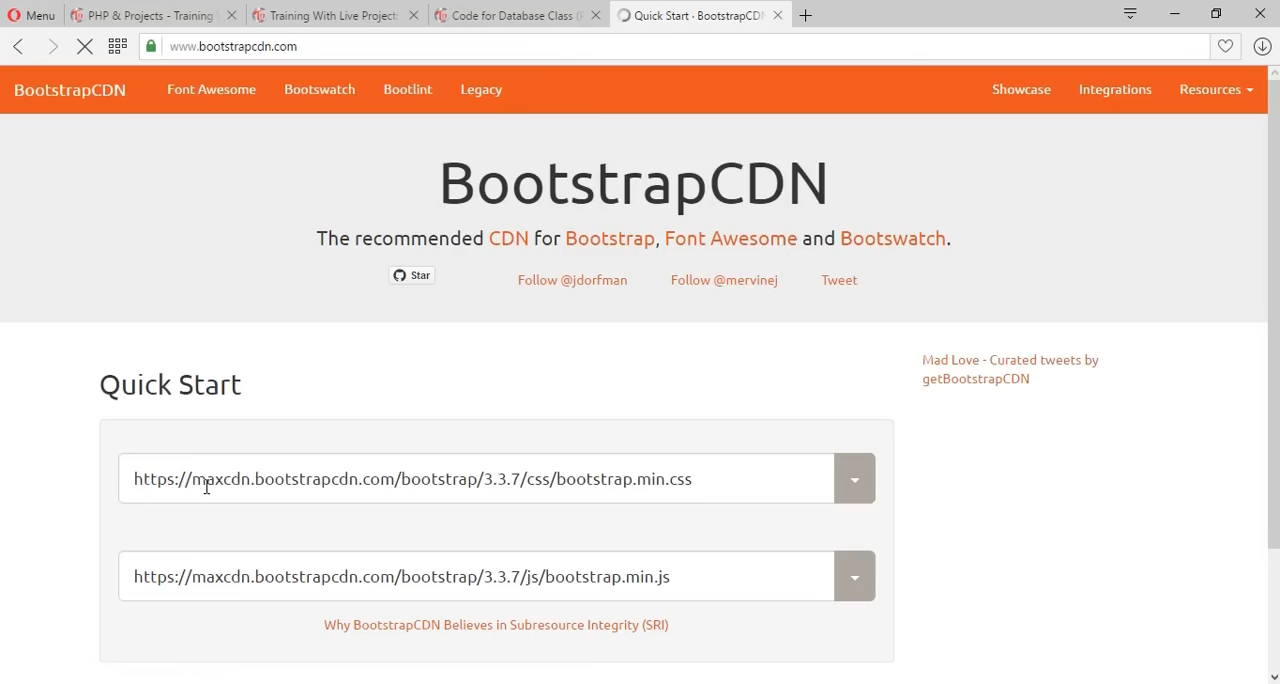 Menu PHP & Projects - Training Training With Live Project Code for Database Class ( Quick Start · BootstrapCDN
www.bootstrapcdn.com
BootstrapCDN Font Awesome Bootswatch Bootlint Legacy Showcase Integrations Resources
BootstrapCDN
The recommended CDN for Bootstrap, Font Awesome and Bootswatch.
Star Follow @jdorfman Follow @mervinej Tweet
Mad Love - Curated tweets by
getBootstrapCDN
Quick Start
https://maxcdn.bootstrapcdn.com/bootstrap/3.3.7/css/bootstrap.min.css
https://maxcdn.bootstrapcdn.com/bootstrap/3.3.7/js/bootstrap.min.js
Why BootstrapCDN Believes in Subresource Integrity (SRI)